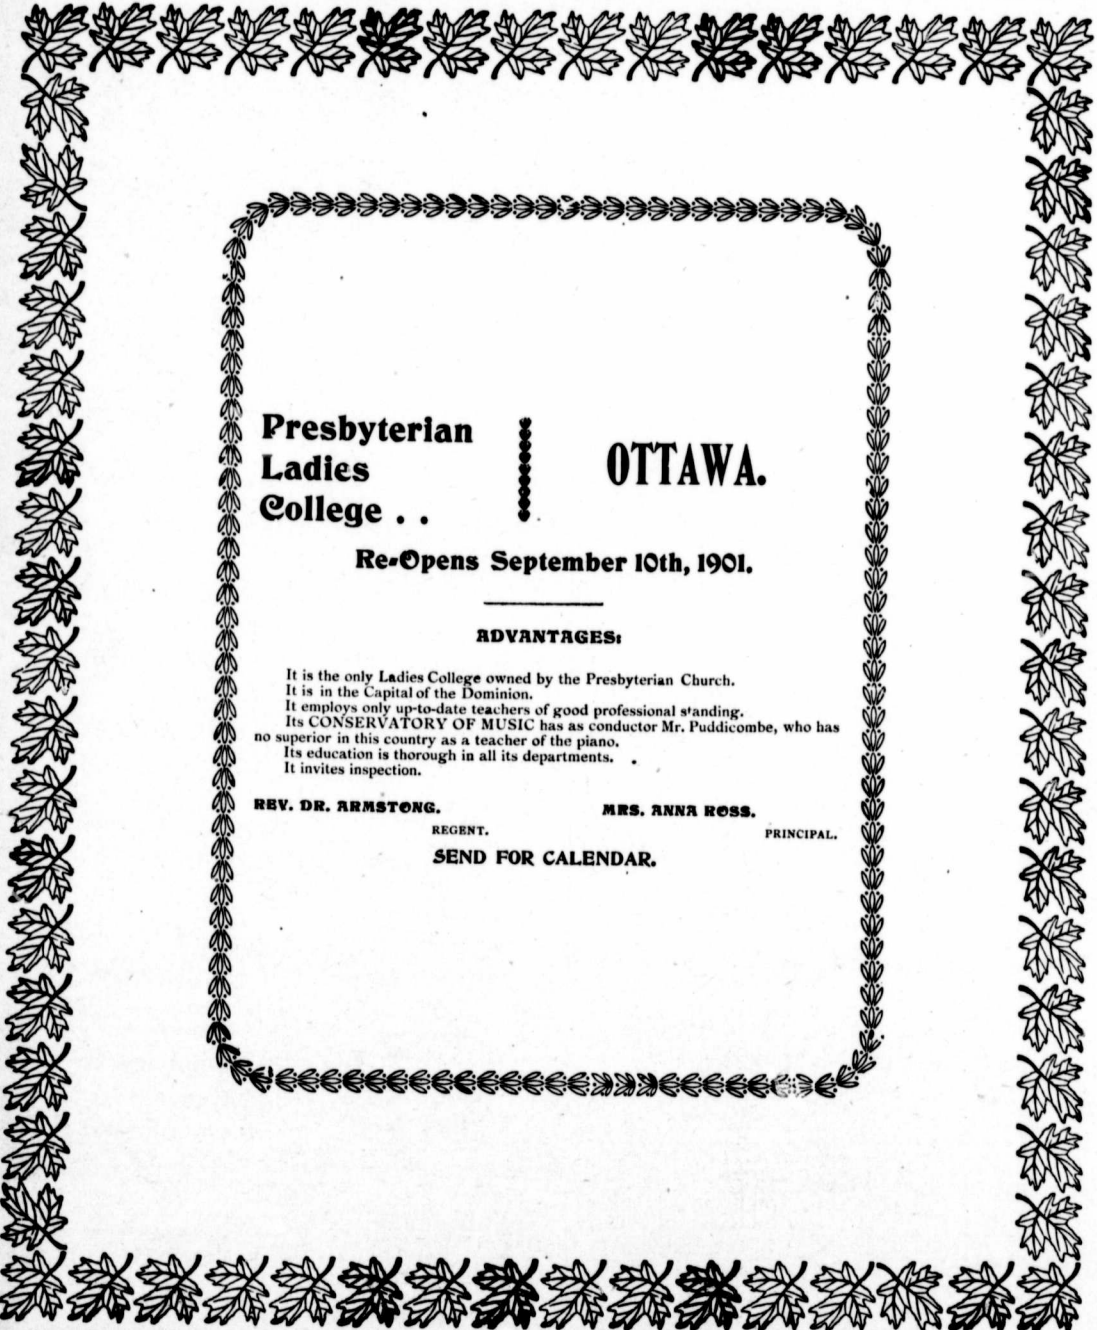 Presbyterian
Ladies
College . .
OTTAWA.
Re-Opens September 10th, 1901.
ADVANTAGES:
It is the only Ladies College owned by the Presbyterian Church.
It is in the Capital of the Dominion.
It employs only up-to-date teachers of good professional standing.
Its CONSERVATORY OF MUSIC has as conductor Mr. Puddicombe, who has
no superior in this country as a teacher of the piano.
Its education is thorough in all its departments.
It invites inspection.
REV. DR. ARMSTONG.
REGENT.
MRS. ANNA ROSS.
PRINCIPAL.
SEND FOR CALENDAR.